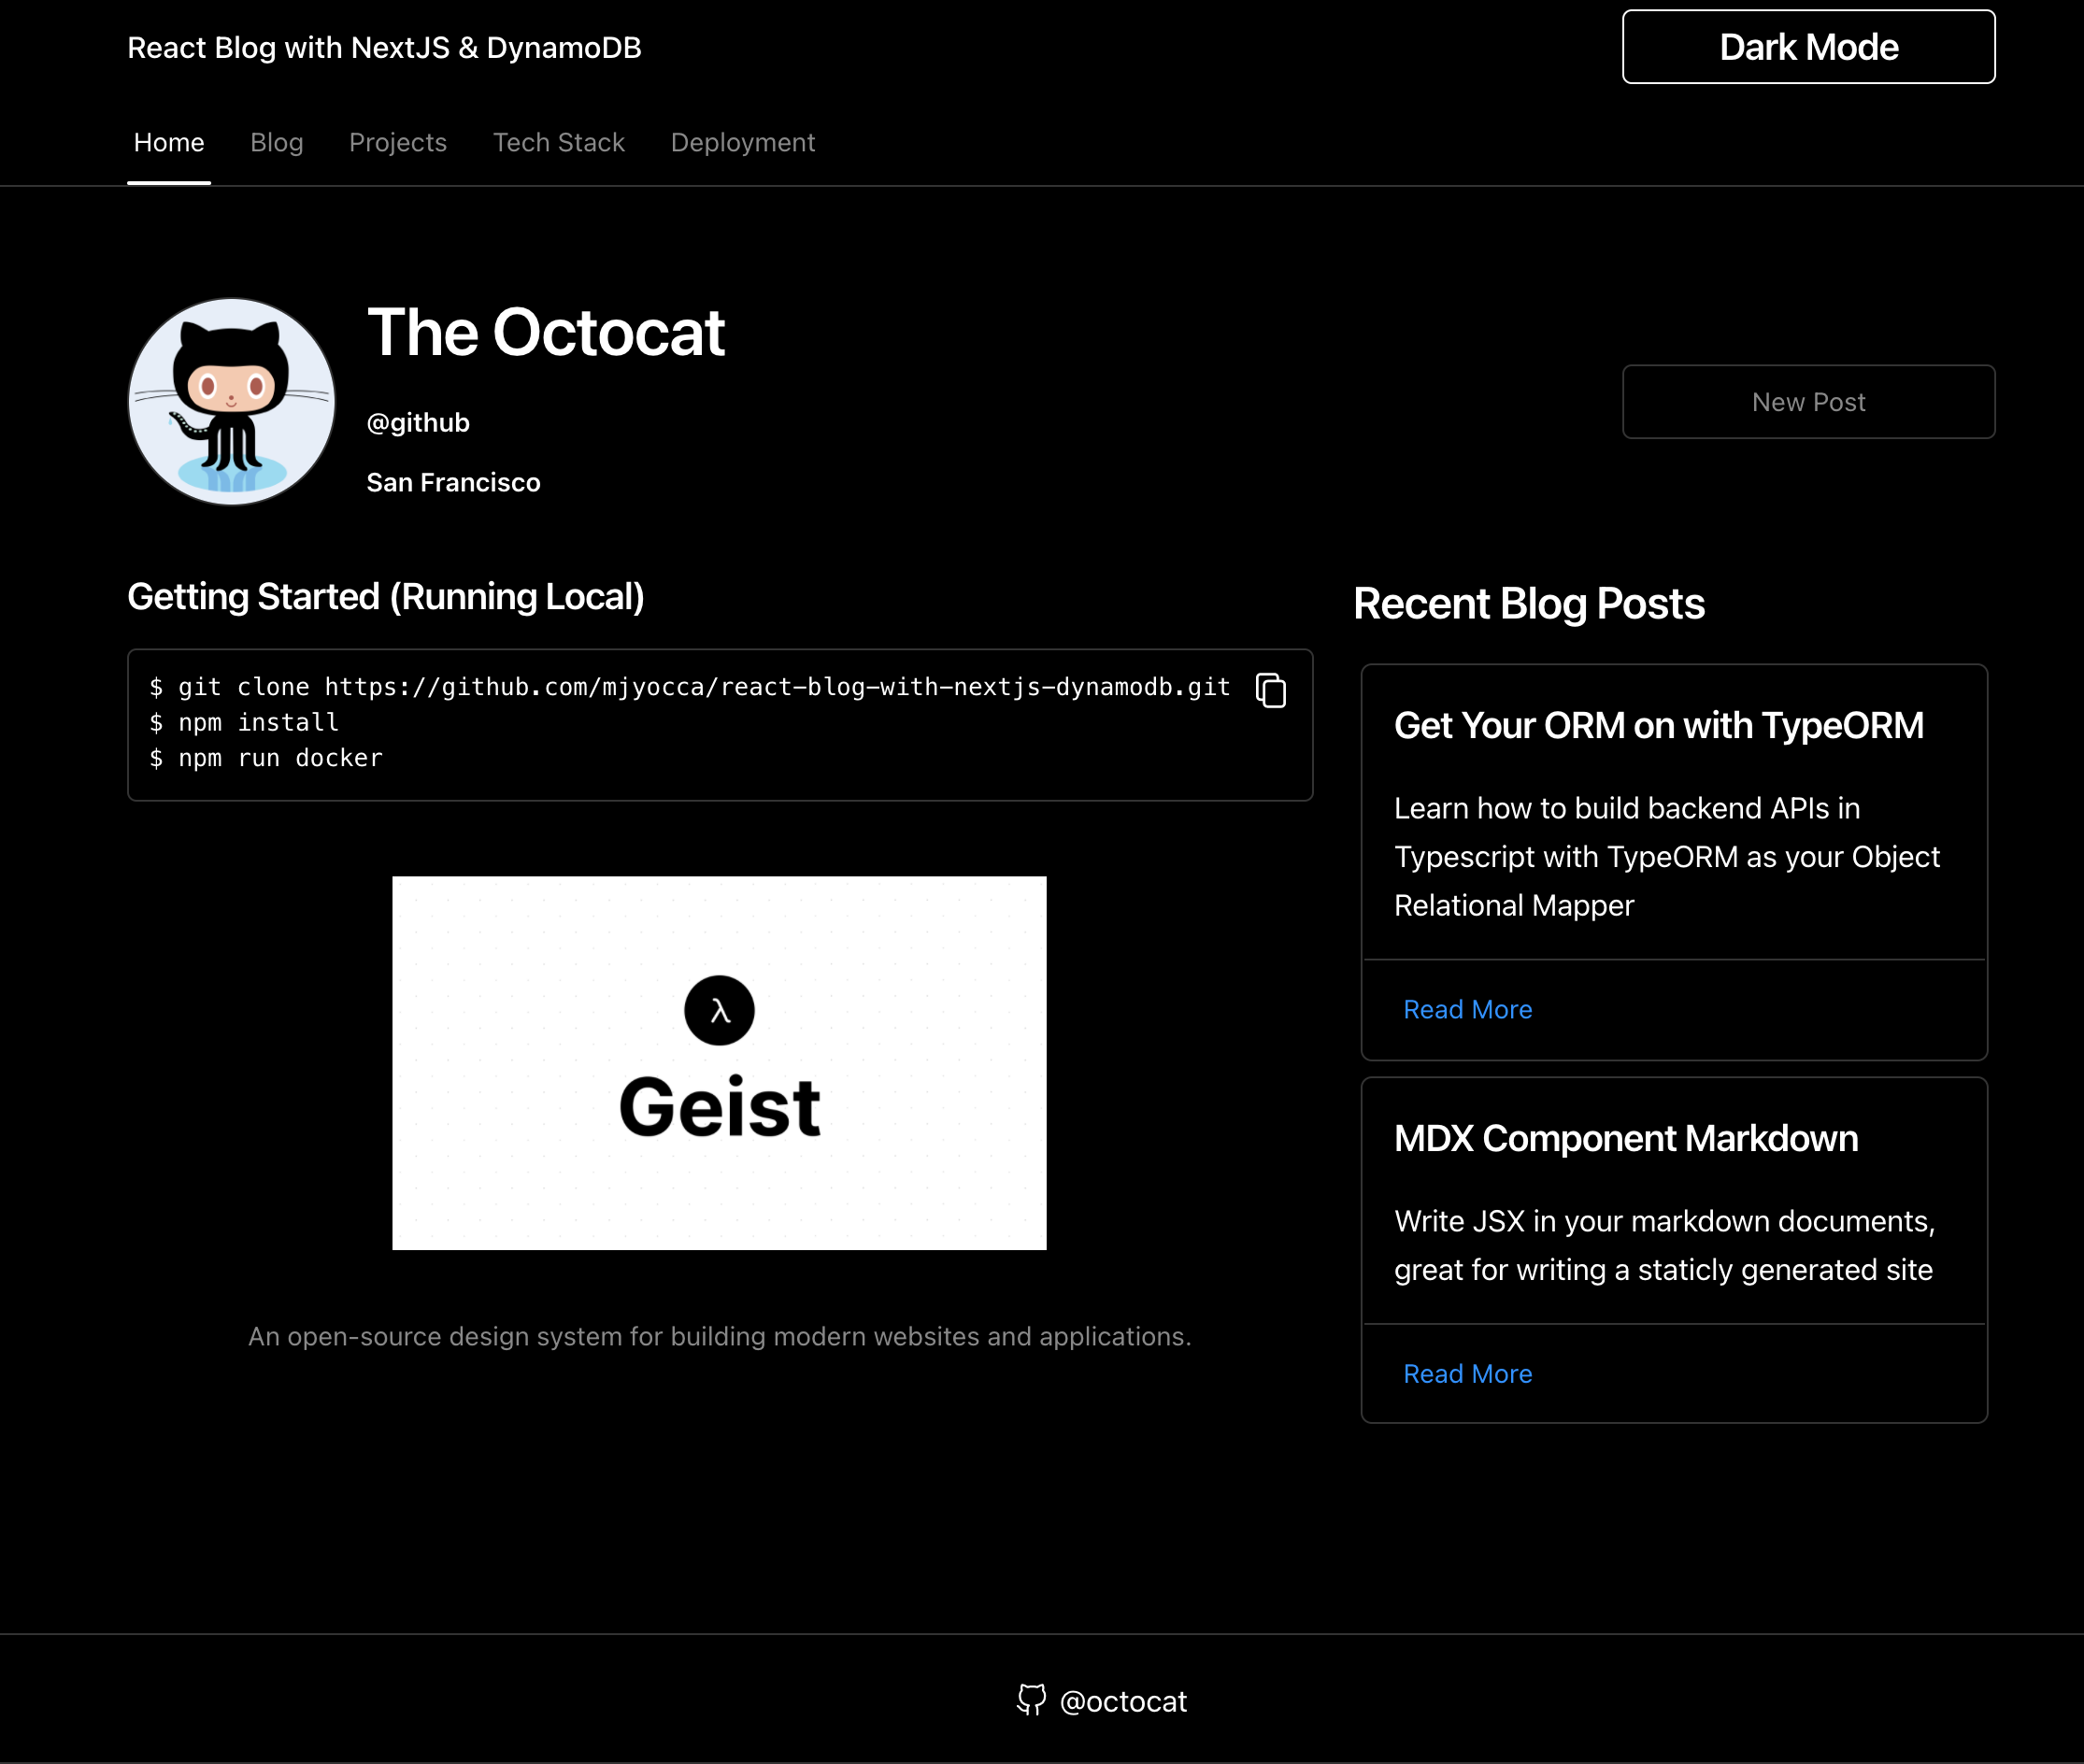 React Blog with NextJS & DynamoDB
Dark Mode
Home
Blog
Projects
Tech Stack
Deployment
The Octocat
@github
San Francisco
New Post
Getting Started (Running Local)
$ git clone https://github.com/mjyocca/react-blog-with-nextjs-dynamodb.git
$ npm install
$ npm run docker
λ
Geist
An open-source design system for building modern websites and applications.
Recent Blog Posts
Get Your ORM on with TypeORM
Learn how to build backend APIs in
Typescript with TypeORM as your Object
Relational Mapper
Read More
MDX Component Markdown
Write JSX in your markdown documents,
great for writing a staticly generated site
Read More
@octocat